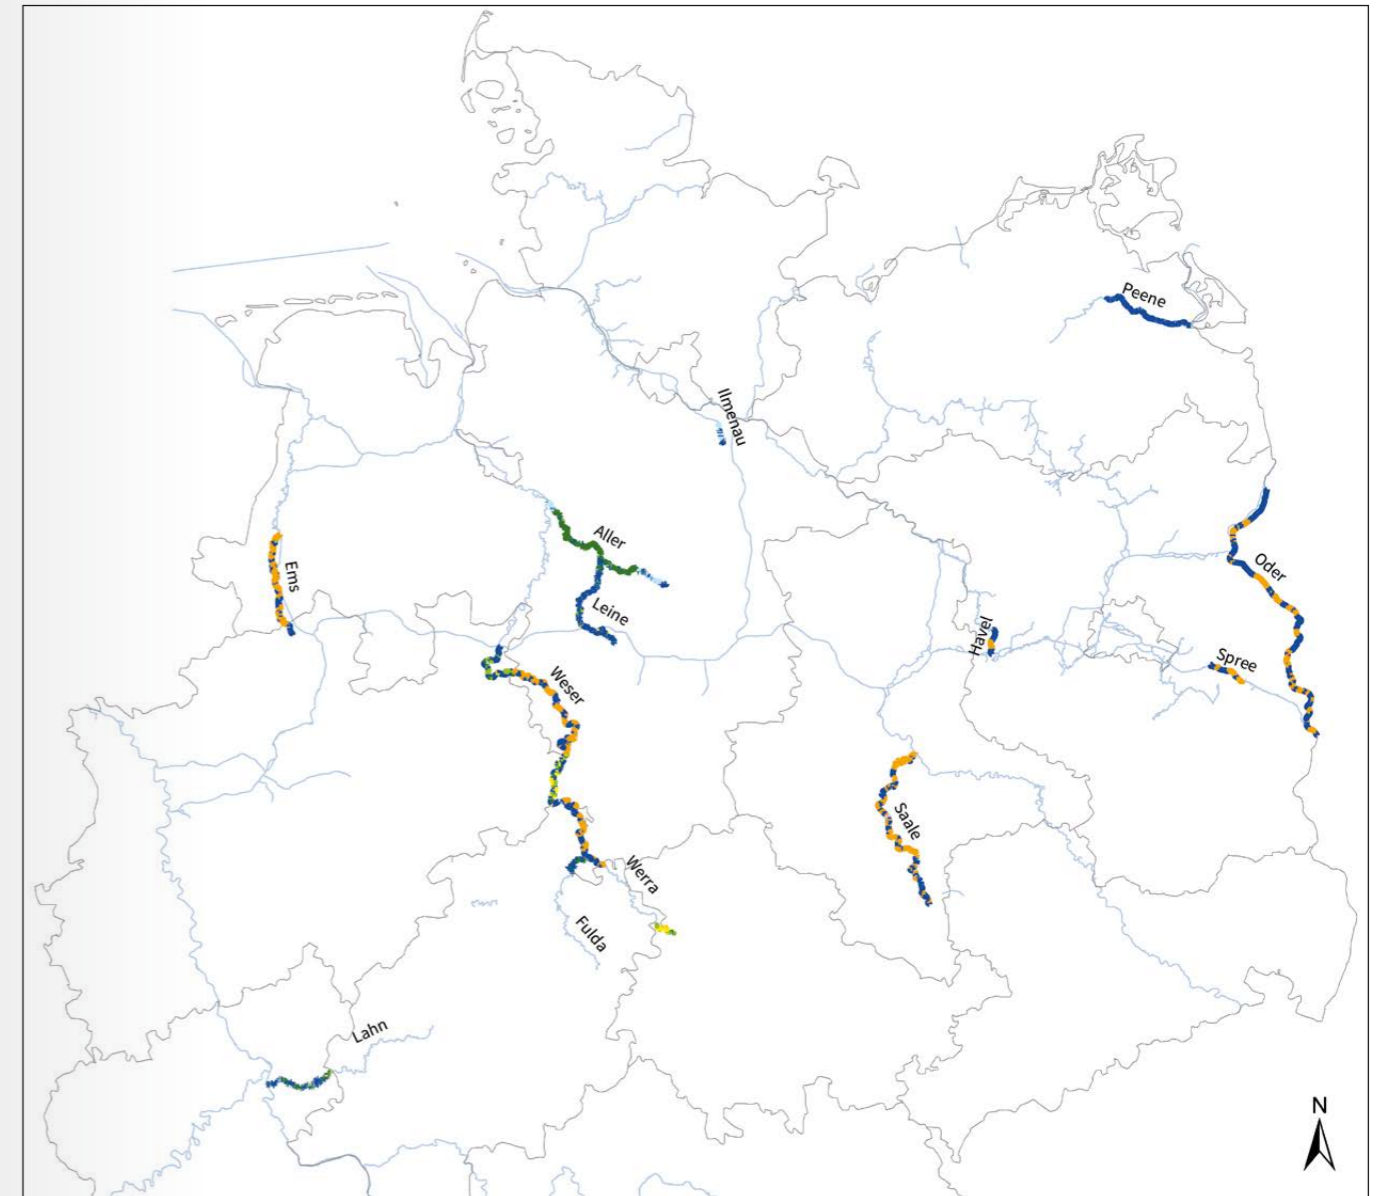 Peene
Ilmenau
Aller
Oder
Ems
Leine
Havel
Spree
Weser
Saale
Werra
Fulda
Lahn
N